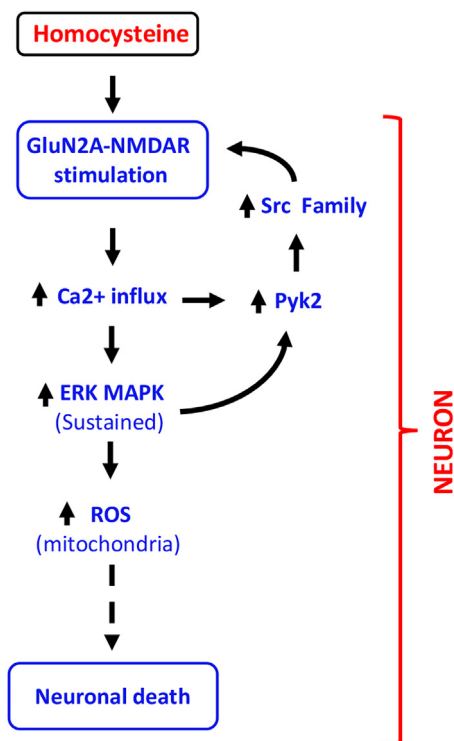 Homocysteine
GluN2A-NMDAR
stimulation
Src Family
Ca2+ influx
Pyk2
ERK MAPK
(Sustained)
ROS
(mitochondria)
Neuronal death
NEURON